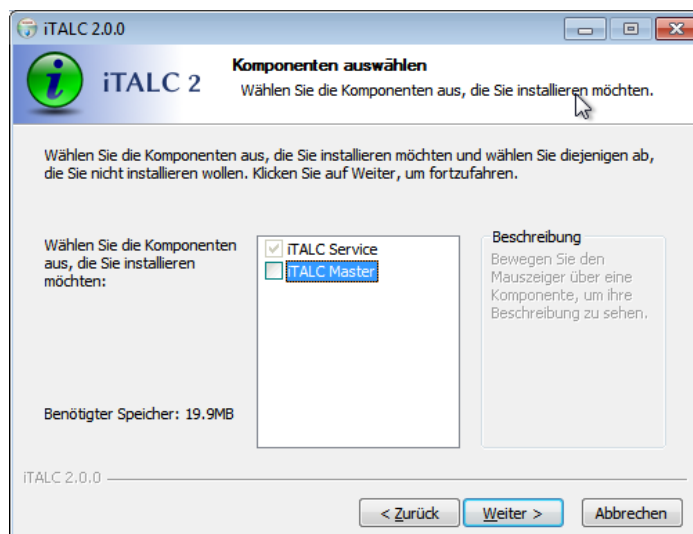 iTALC 2.0.0
iTALC 2
Komponenten auswählen
Wählen Sie die Komponenten aus, die Sie installieren möchten.
Wählen Sie die Komponenten aus, die Sie installieren möchten und wählen Sie diejenigen ab,
die Sie nicht installieren wollen. Klicken Sie auf Weiter, um fortzufahren.
Wählen Sie die Komponenten
aus, die Sie installieren
möchten:
iTALC Service
iTALC Master
Beschreibung
Bewegen Sie den
Mauszeiger über eine
Komponente, um ihre
Beschreibung zu sehen.
Benötigter Speicher: 19.9MB
iTALC 2.0.0
< Zurück
Weiter >
Abbrechen